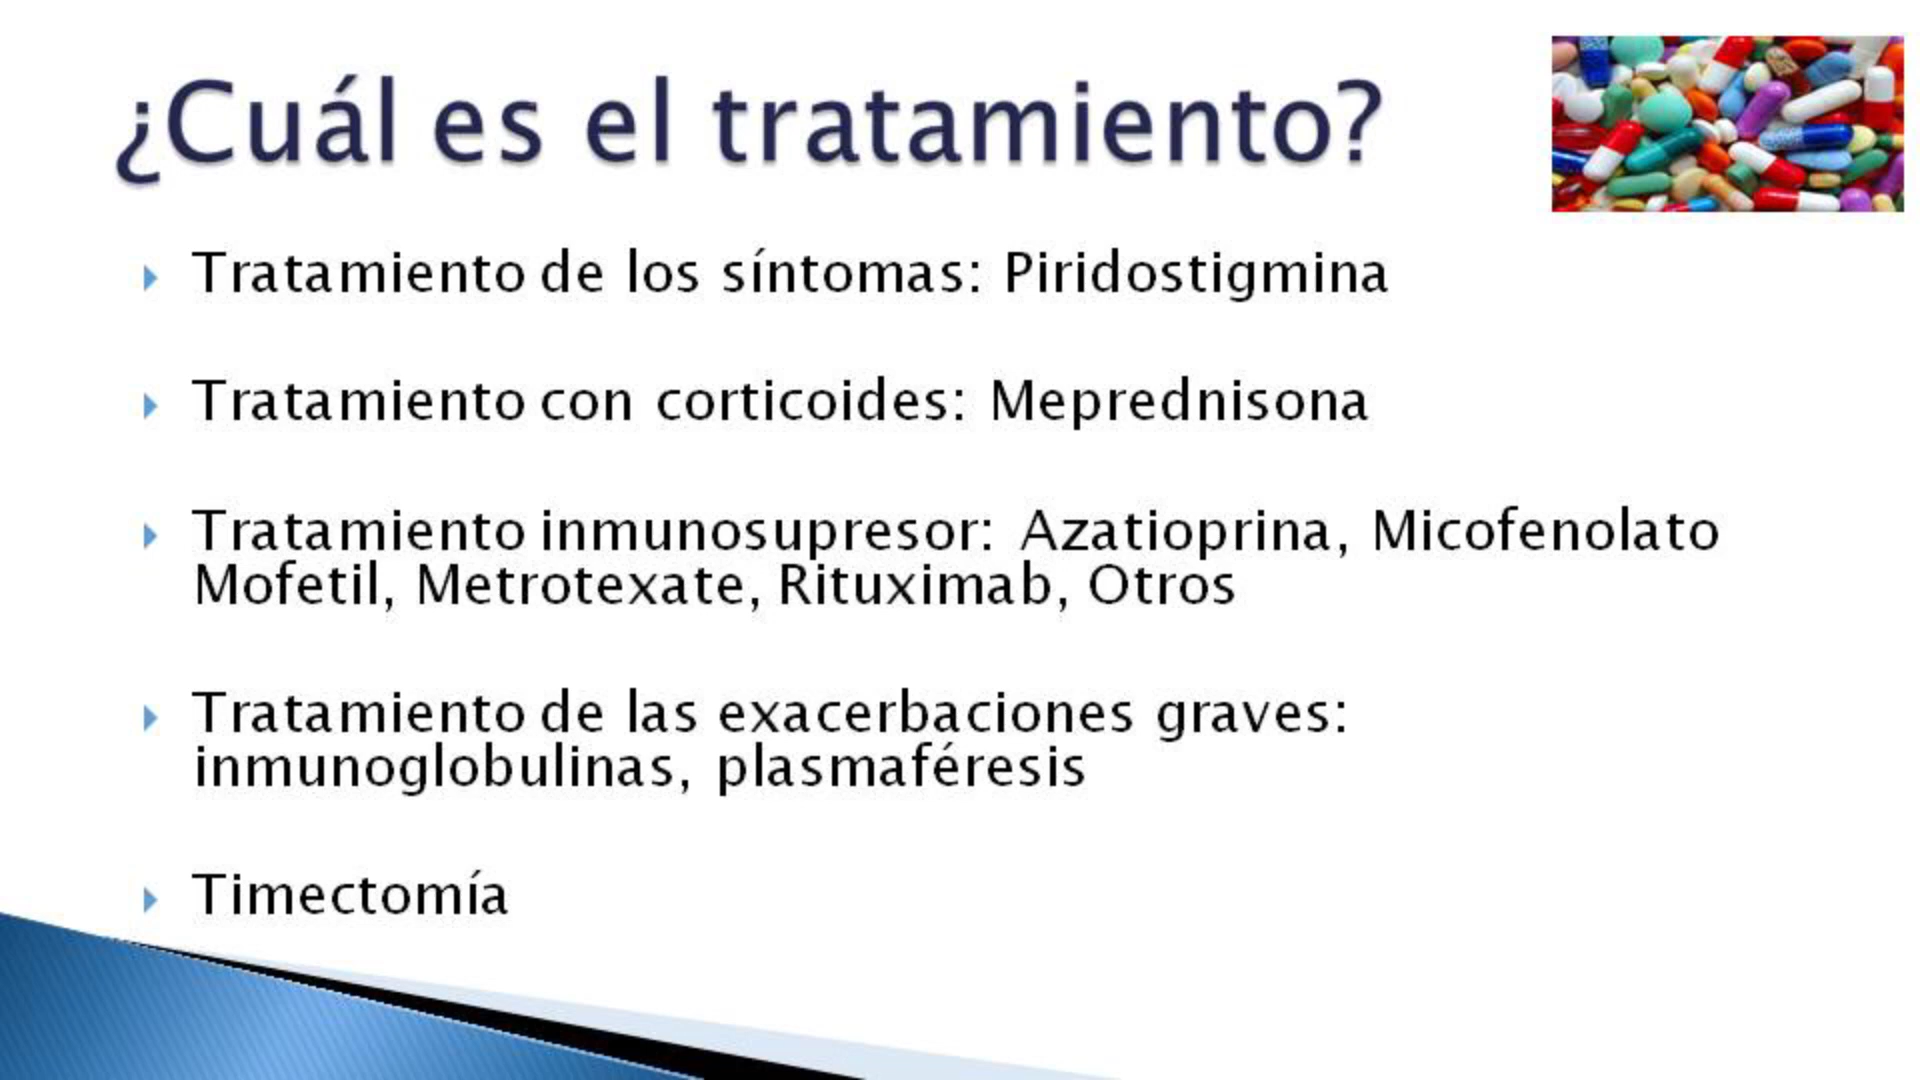 ¿Cuál es el tratamiento?
Tratamiento de los síntomas: Piridostigmina
Tratamiento con corticoides: Meprednisona
Tratamiento inmunosupresor: Azatioprina, Micofenolato
Mofetil, Metrotexate, Rituximab, Otros
Tratamiento de las exacerbaciones graves:
inmunoglobulinas, plasmaféresis
Timectomía